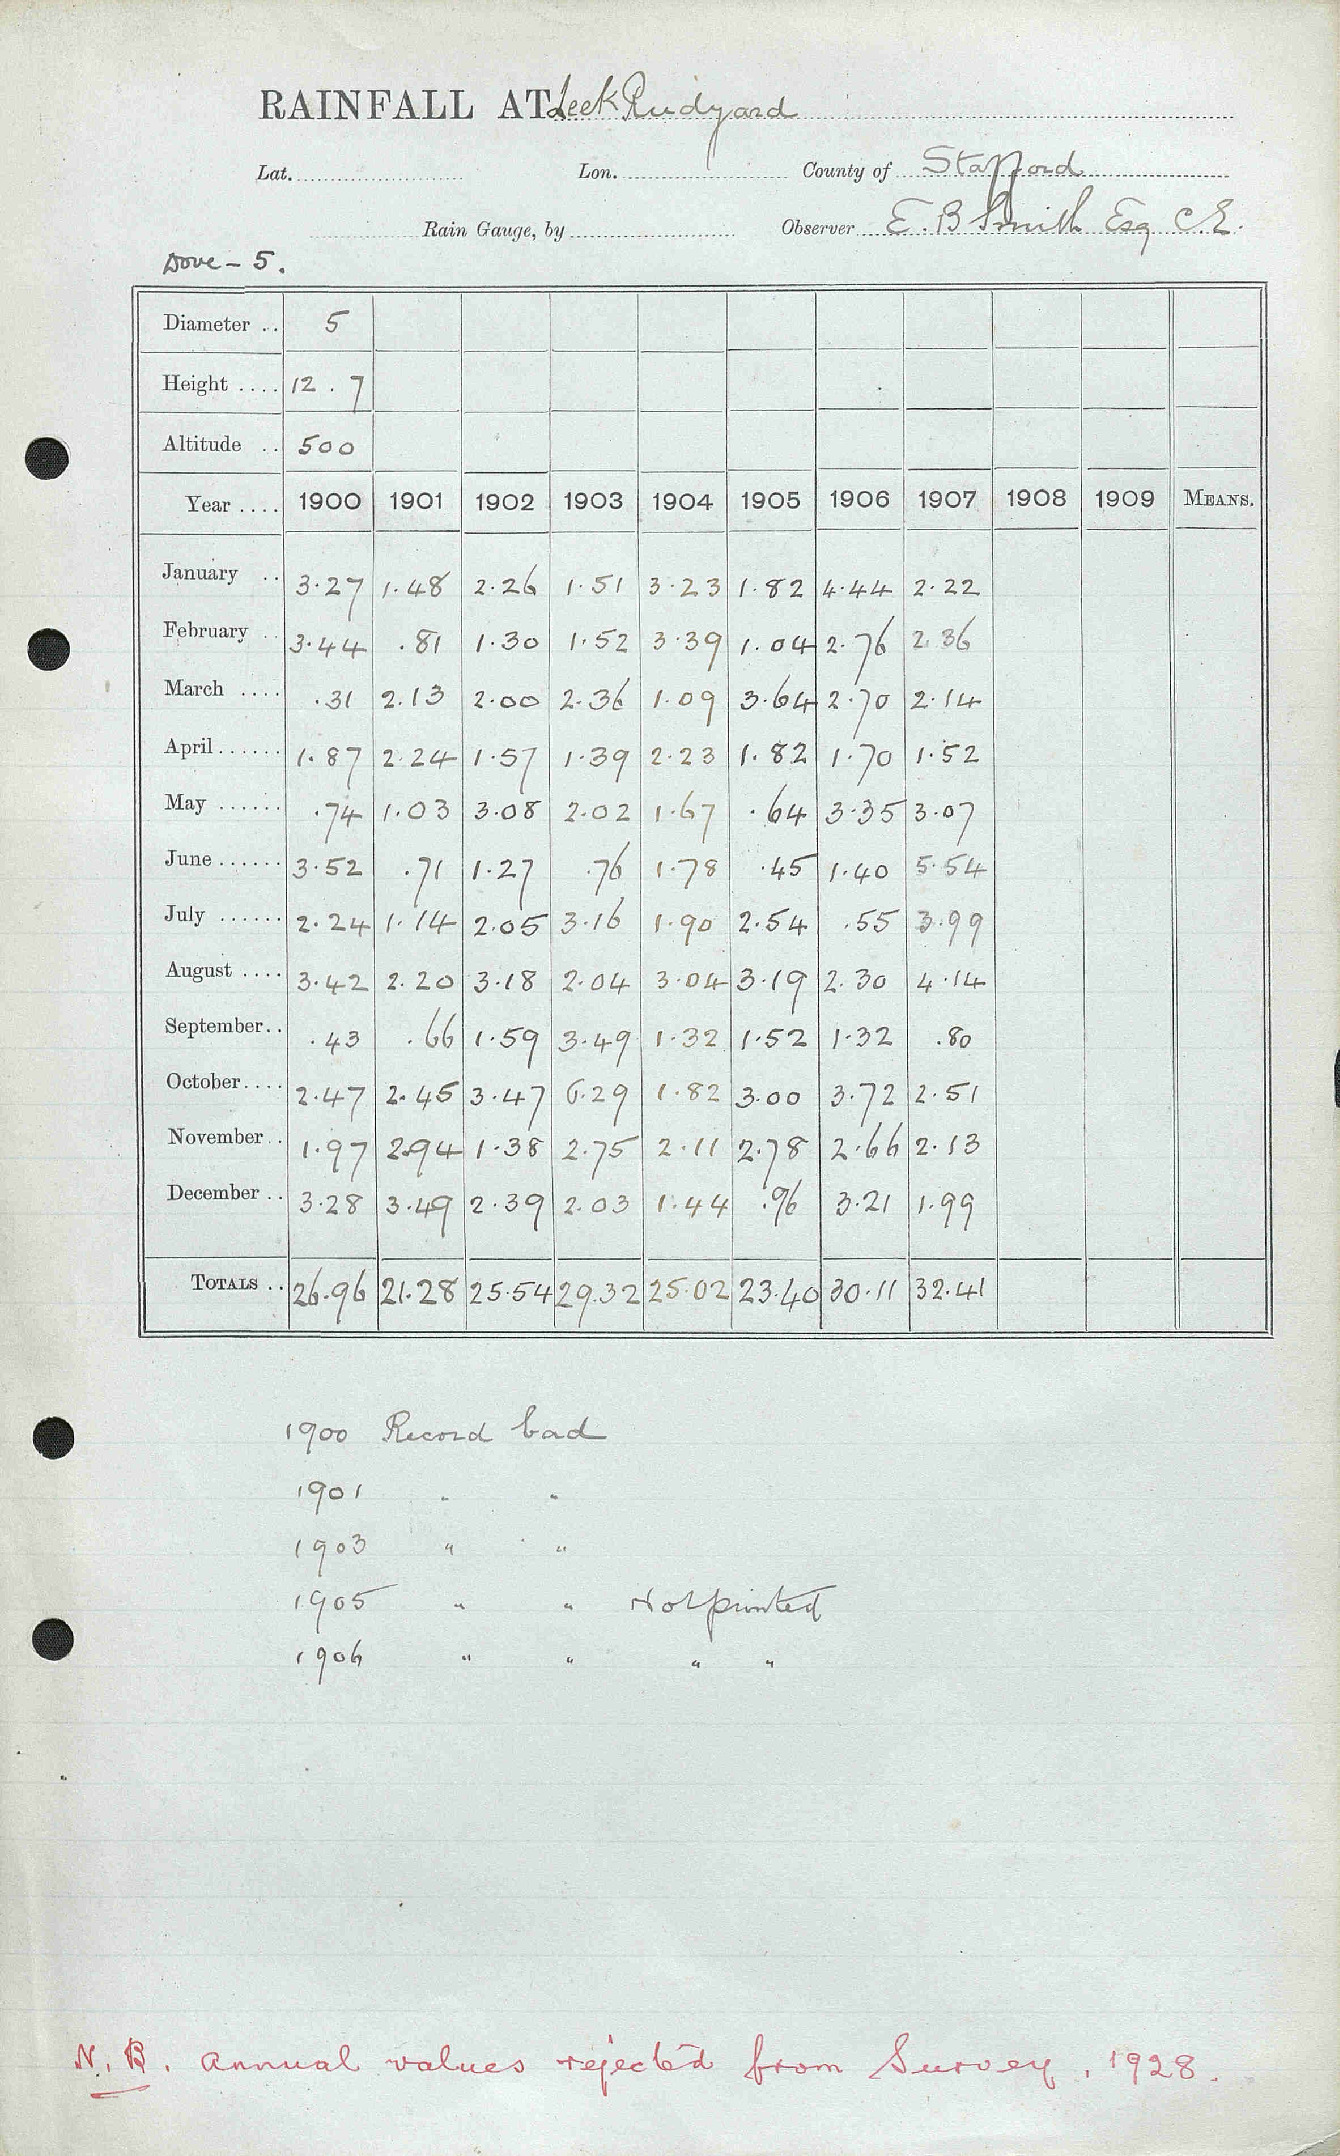 RAINFALL AT Leek Rudyard
Lat. Lon. County of Stafford
Rain Gauge, by Observer E. B Smith Esq C.E.
Dove - 5.
Diameter .. 5
Height .... 12 . 7
Altitude .. 500
Year .... 1900 1901 1902 1903 1904 1905 1906 1907 1908 1909 MEANS.
January .. 3.27 1.48 2.26 1.51 3.23 1.82 4.44 2.22
February .. 3.44 .81 1.30 1.52 3.39 1.04 2.76 2.36
March .... .31 2.13 2.00 2.36 1.09 3.64 2.70 2.14
April ...... 1.87 2.24 1.57 1.39 2.23 1.82 1.70 1.52
May ...... .74 1.03 3.08 2.02 1.67 .64 3.35 3.07
June ...... 3.52 .71 1.27 .76 1.78 .45 1.40 5.54
July ...... 2.24 1.14 2.05 3.16 1.90 2.54 .55 3.99
August .... 3.42 2.20 3.18 2.04 3.04 3.19 2.30 4.14
September.. .43 .66 1.59 3.49 1.32 1.52 1.32 .80
October.... 2.47 2.45 3.47 6.29 1.82 3.00 3.72 2.51
November .. 1.97 2.94 1.38 2.75 2.11 2.78 2.66 2.13
December .. 3.28 3.49 2.39 2.03 1.44 .96 3.21 1.99
TOTALS .. 26.96 21.28 25.54 29.32 25.02 23.40 30.11 32.41
1900 Record bad
1901 " "
1903 " "
1905 " " Not printed
1906 " " " "
N.B. Annual values rejected from Survey, 1928.